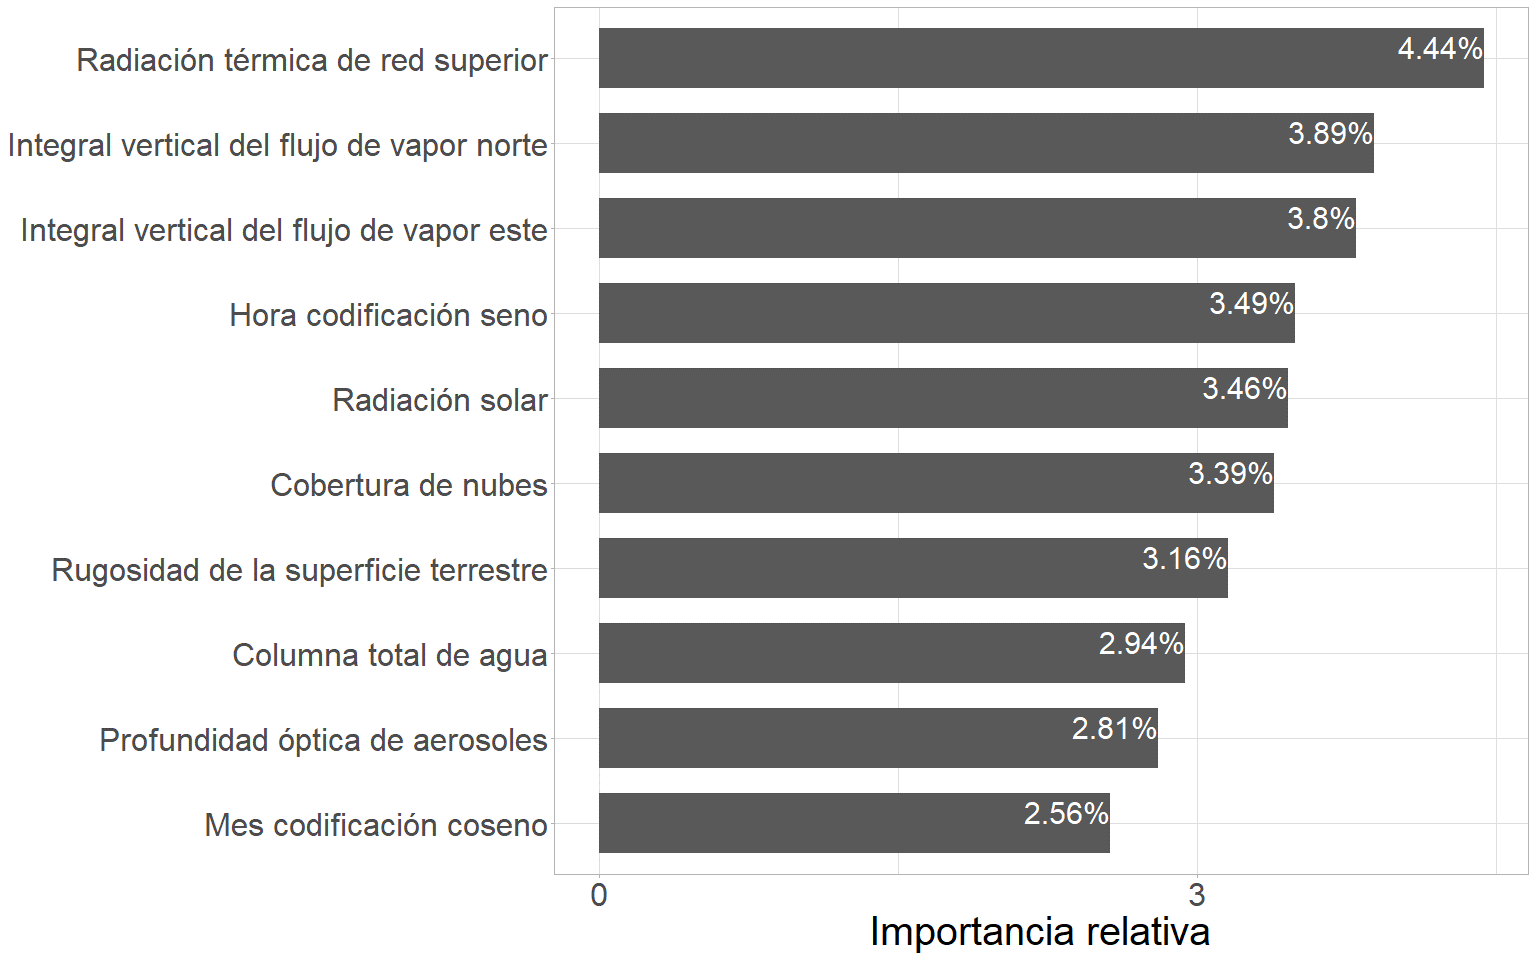 Radiación térmica de red superior 4.44%
Integral vertical del flujo de vapor norte 3.89%
Integral vertical del flujo de vapor este 3.8%
Hora codificación seno 3.49%
Radiación solar 3.46%
Cobertura de nubes 3.39%
Rugosidad de la superficie terrestre 3.16%
Columna total de agua 2.94%
Profundidad óptica de aerosoles 2.81%
Mes codificación coseno 2.56%
0 3
Importancia relativa